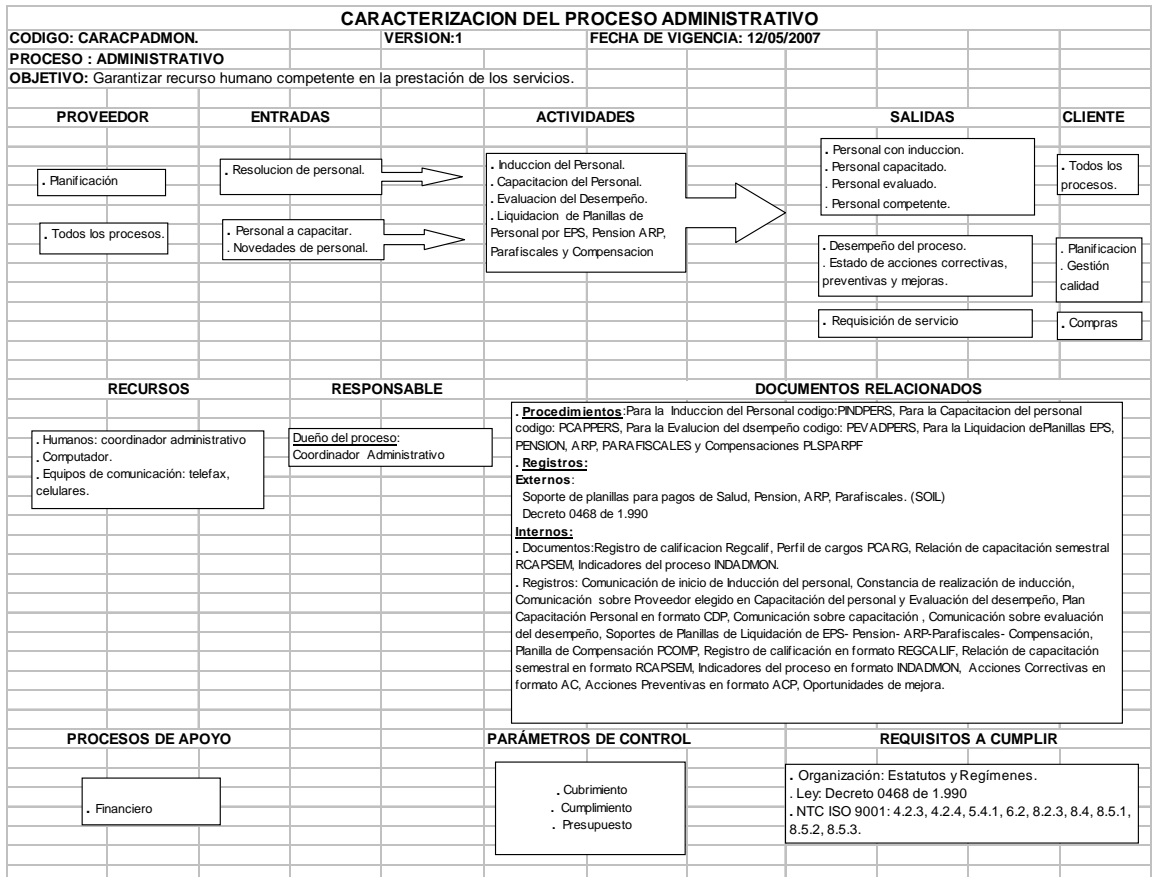 CARACTERIZACION DEL PROCESO ADMINISTRATIVO
CODIGO: CARACPADMON. VERSION:1 FECHA DE VIGENCIA: 12/05/2007
PROCESO : ADMINISTRATIVO
OBJETIVO: Garantizar recurso humano competente en la prestación de los servicios.
PROVEEDOR ENTRADAS ACTIVIDADES SALIDAS CLIENTE
. Planificación
. Todos los procesos.
. Resolucion de personal.
. Personal a capacitar.
. Novedades de personal.
. Induccion del Personal.
. Capacitacion del Personal.
. Evaluacion del Desempeño.
. Liquidacion de Planillas de
Personal por EPS, Pension ARP,
Parafiscales y Compensacion
. Personal con induccion.
. Personal capacitado.
. Personal evaluado.
. Personal competente.
. Todos los
procesos.
. Desempeño del proceso.
. Estado de acciones correctivas,
preventivas y mejoras.
. Planificacion
. Gestión
calidad
. Requisición de servicio
. Compras
RECURSOS RESPONSABLE DOCUMENTOS RELACIONADOS
. Humanos: coordinador administrativo
. Computador.
. Equipos de comunicación: telefax,
celulares.
Dueño del proceso:
Coordinador Administrativo
. Procedimientos:Para la Induccion del Personal codigo:PINDPERS, Para la Capacitacion del personal
codigo: PCAPPERS, Para la Evalucion del dsempeño codigo: PEVADPERS, Para la Liquidacion dePlanillas EPS,
PENSION, ARP, PARAFISCALES y Compensaciones PLSPARPF
. Registros:
Externos:
Soporte de planillas para pagos de Salud, Pension, ARP, Parafiscales. (SOIL)
Decreto 0468 de 1.990
Internos:
. Documentos:Registro de calificacion Regcalif, Perfil de cargos PCARG, Relación de capacitación semestral
RCAPSEM, Indicadores del proceso INDADMON.
. Registros: Comunicación de inicio de Inducción del personal, Constancia de realización de inducción,
Comunicación sobre Proveedor elegido en Capacitación del personal y Evaluación del desempeño, Plan
Capacitación Personal en formato CDP, Comunicación sobre capacitación , Comunicación sobre evaluación
del desempeño, Soportes de Planillas de Liquidación de EPS- Pension- ARP-Parafiscales- Compensación,
Planilla de Compensación PCOMP, Registro de calificación en formato REGCALIF, Relación de capacitación
semestral en formato RCAPSEM, Indicadores del proceso en formato INDADMON, Acciones Correctivas en
formato AC, Acciones Preventivas en formato ACP, Oportunidades de mejora.
PROCESOS DE APOYO PARÁMETROS DE CONTROL REQUISITOS A CUMPLIR
. Financiero
. Cubrimiento
. Cumplimiento
. Presupuesto
. Organización: Estatutos y Regímenes.
. Ley: Decreto 0468 de 1.990
. NTC ISO 9001: 4.2.3, 4.2.4, 5.4.1, 6.2, 8.2.3, 8.4, 8.5.1,
8.5.2, 8.5.3.